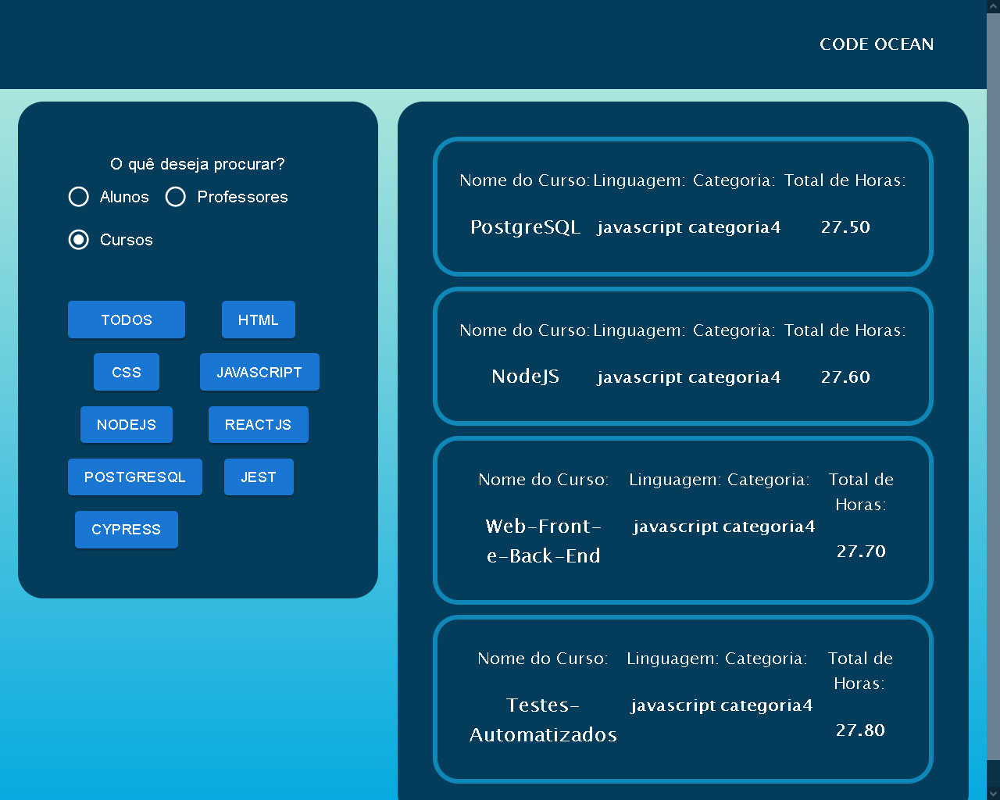 CODE OCEAN
O quê deseja procurar?
Alunos Professores
Cursos
TODOS HTML
CSS JAVASCRIPT
NODEJS REACTJS
POSTGRESQL JEST
CYPRESS
Nome do Curso: Linguagem: Categoria: Total de Horas:
PostgreSQL javascript categoria4 27.50
Nome do Curso: Linguagem: Categoria: Total de Horas:
NodeJS javascript categoria4 27.60
Nome do Curso: Linguagem: Categoria: Total de
Horas:
Web-Front- javascript categoria4
e-Back-End 27.70
Nome do Curso: Linguagem: Categoria: Total de
Horas:
Testes- javascript categoria4
Automatizados 27.80